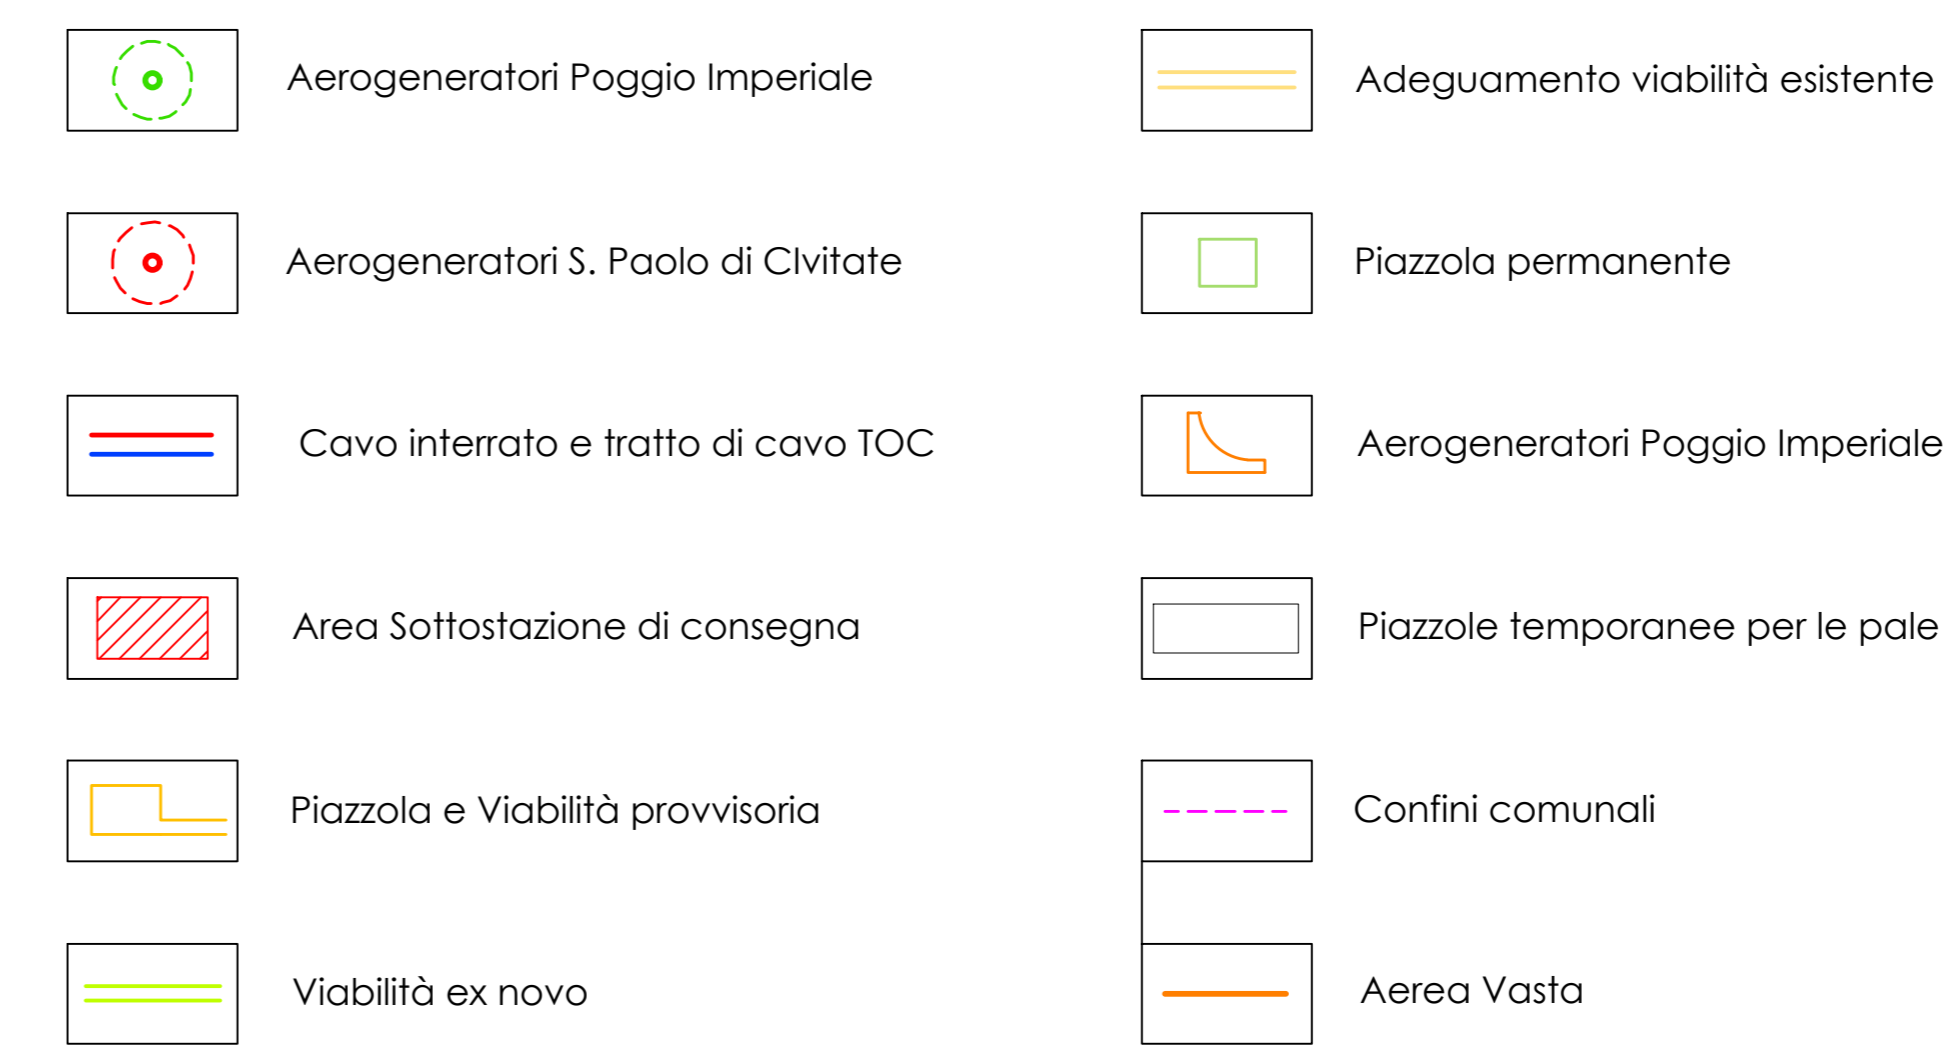 Aerogeneratori Poggio Imperiale
Aerogeneratori S. Paolo di CIvitate
Cavo interrato e tratto di cavo TOC
Area Sottostazione di consegna
Piazzola e Viabilità provvisoria
Viabilità ex novo
Adeguamento viabilità esistente
Piazzola permanente
Aerogeneratori Poggio Imperiale
Piazzole temporanee per le pale
Confini comunali
Aerea Vasta